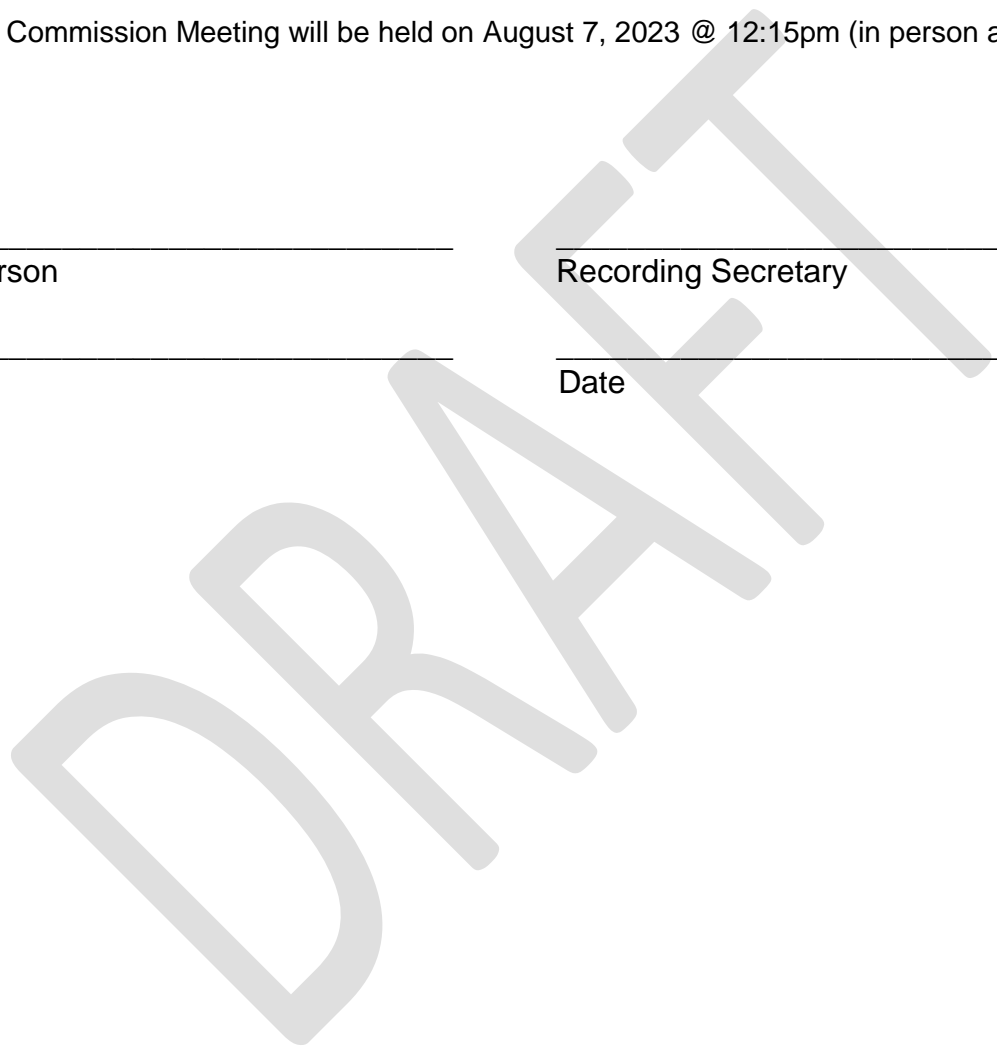 Commission Meeting will be held on August 7, 2023 @ 12:15pm (in person a
rson
Recording Secretary
Date
DRAFT